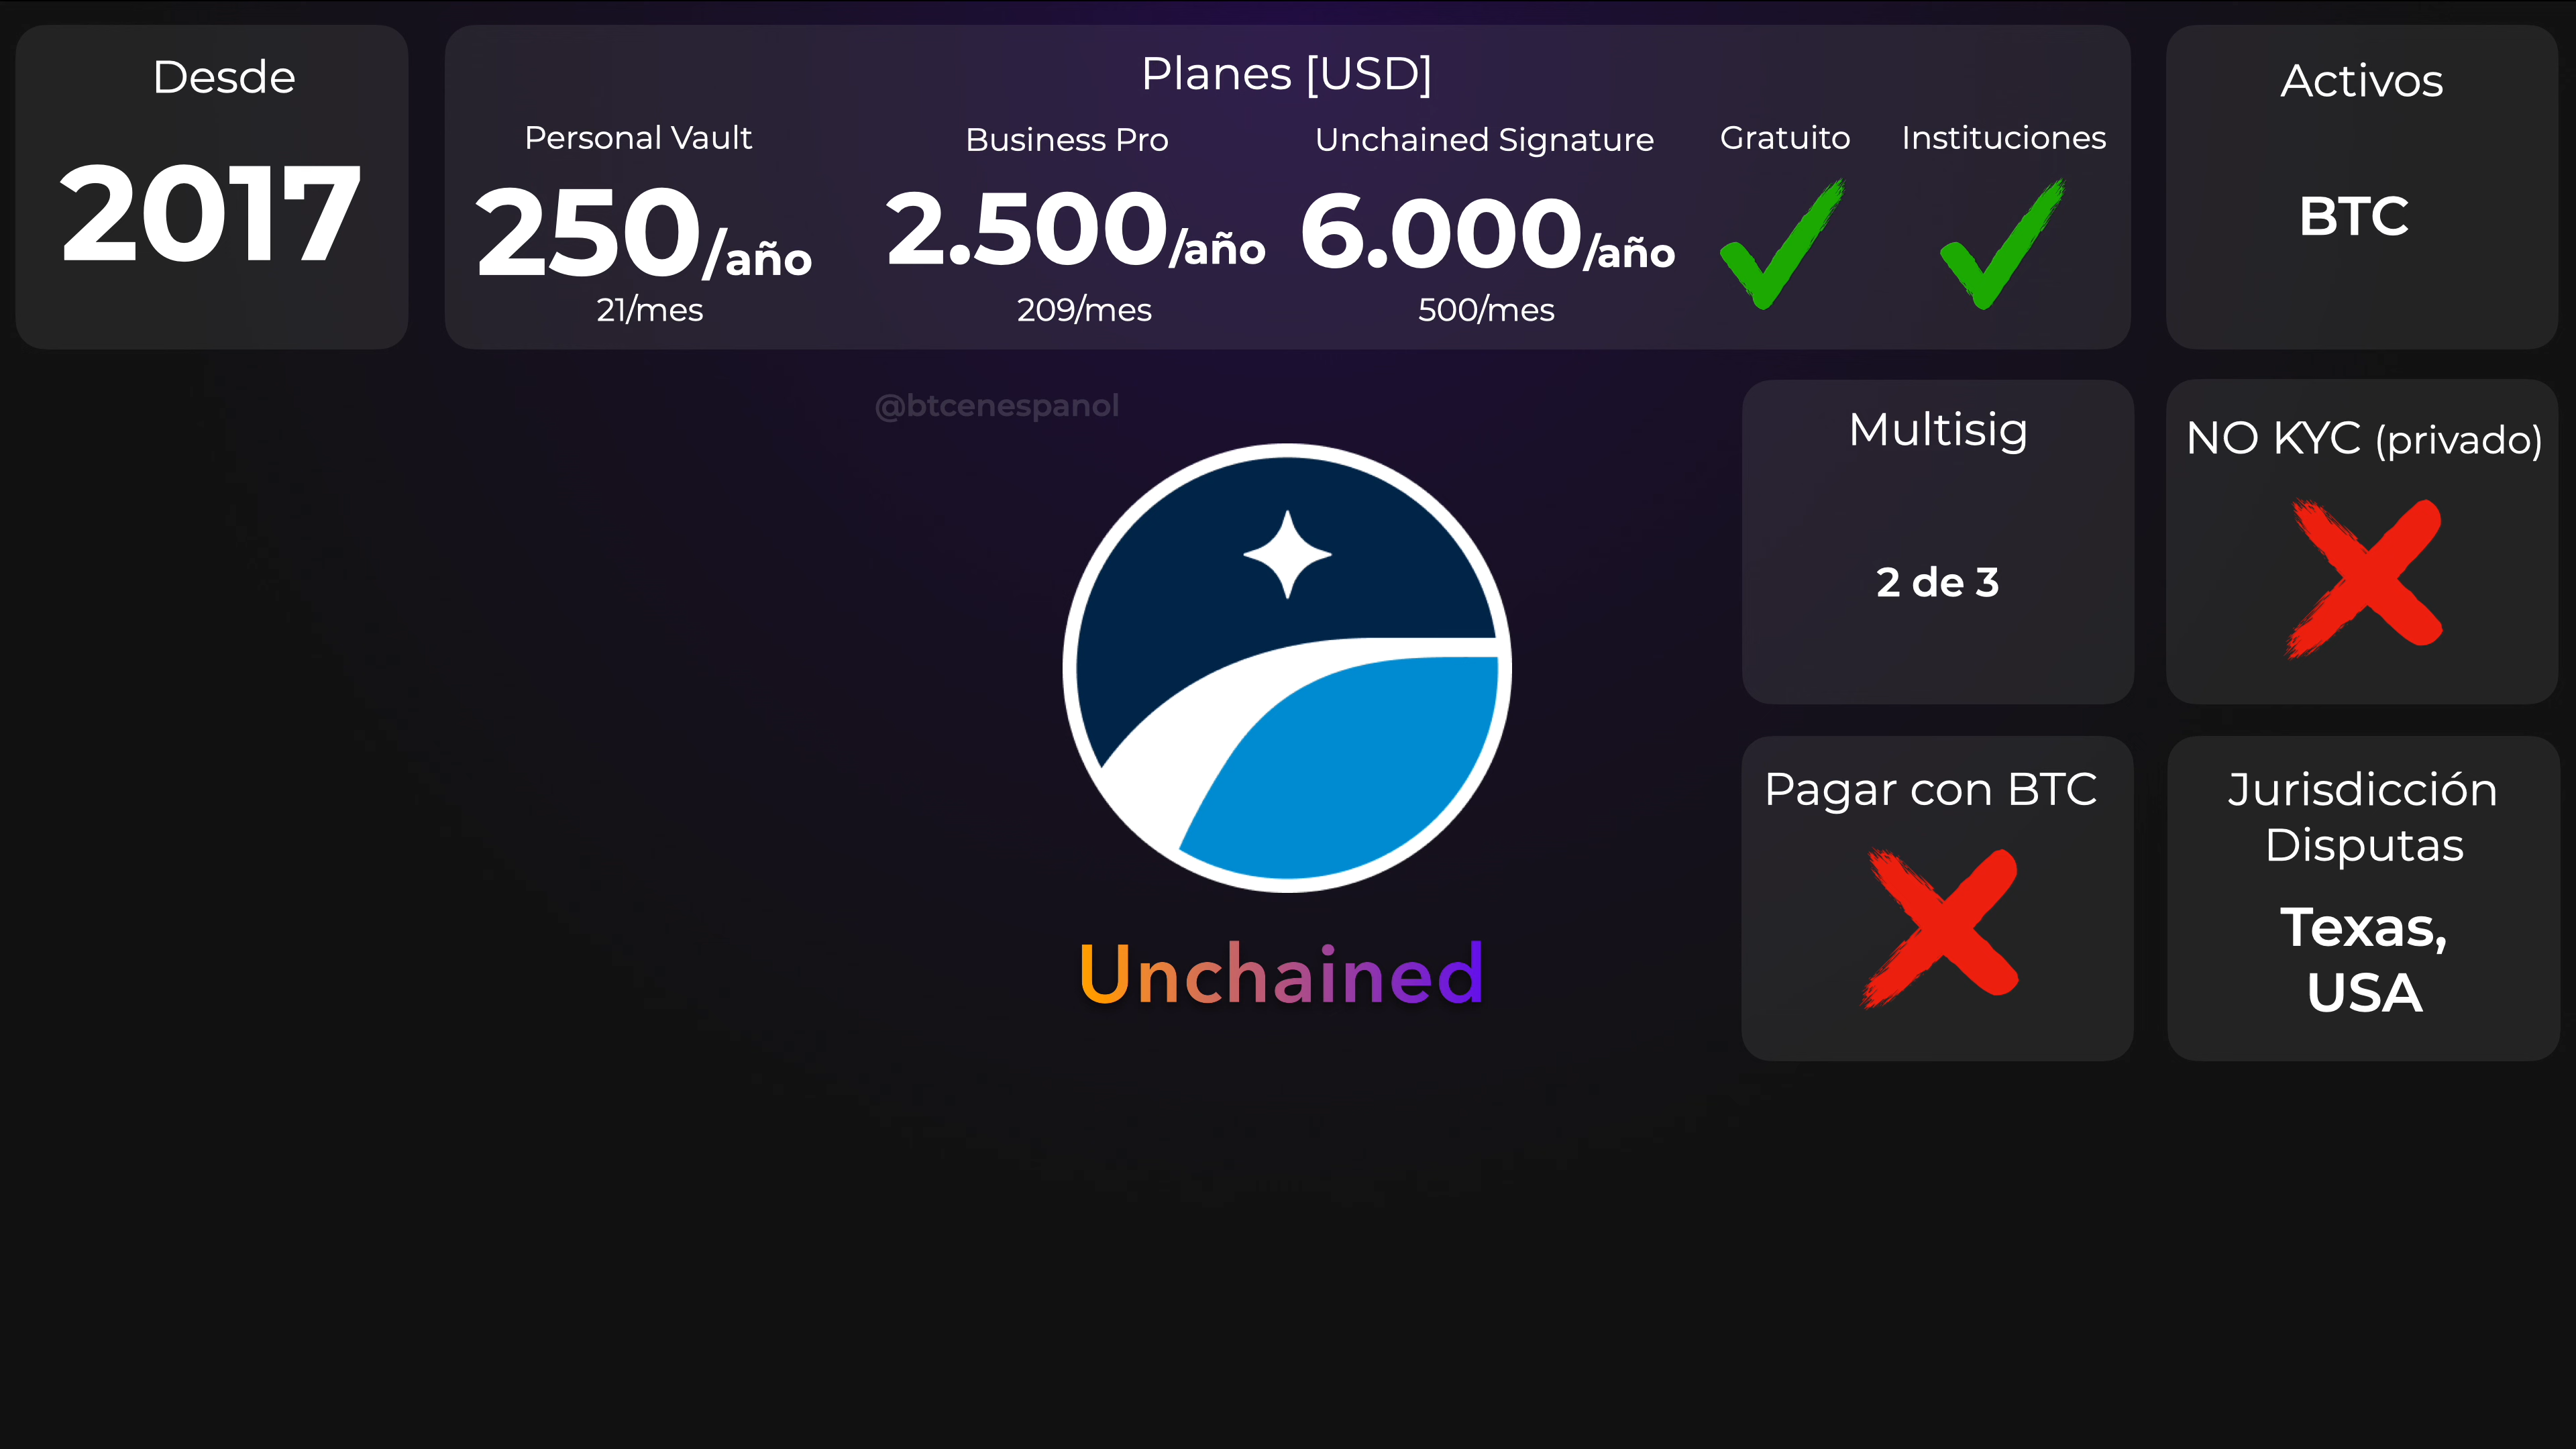 Desde
2017
Planes [USD]
Personal Vault
250/año
21/mes
Business Pro
2.500/año
209/mes
Unchained Signature
6.000/año
500/mes
Gratuito
Instituciones
Activos
BTC
@btcenespanol
Unchained
Multisig
2 de 3
NO KYC (privado)
Pagar con BTC
Jurisdicción
Disputas
Texas,
USA